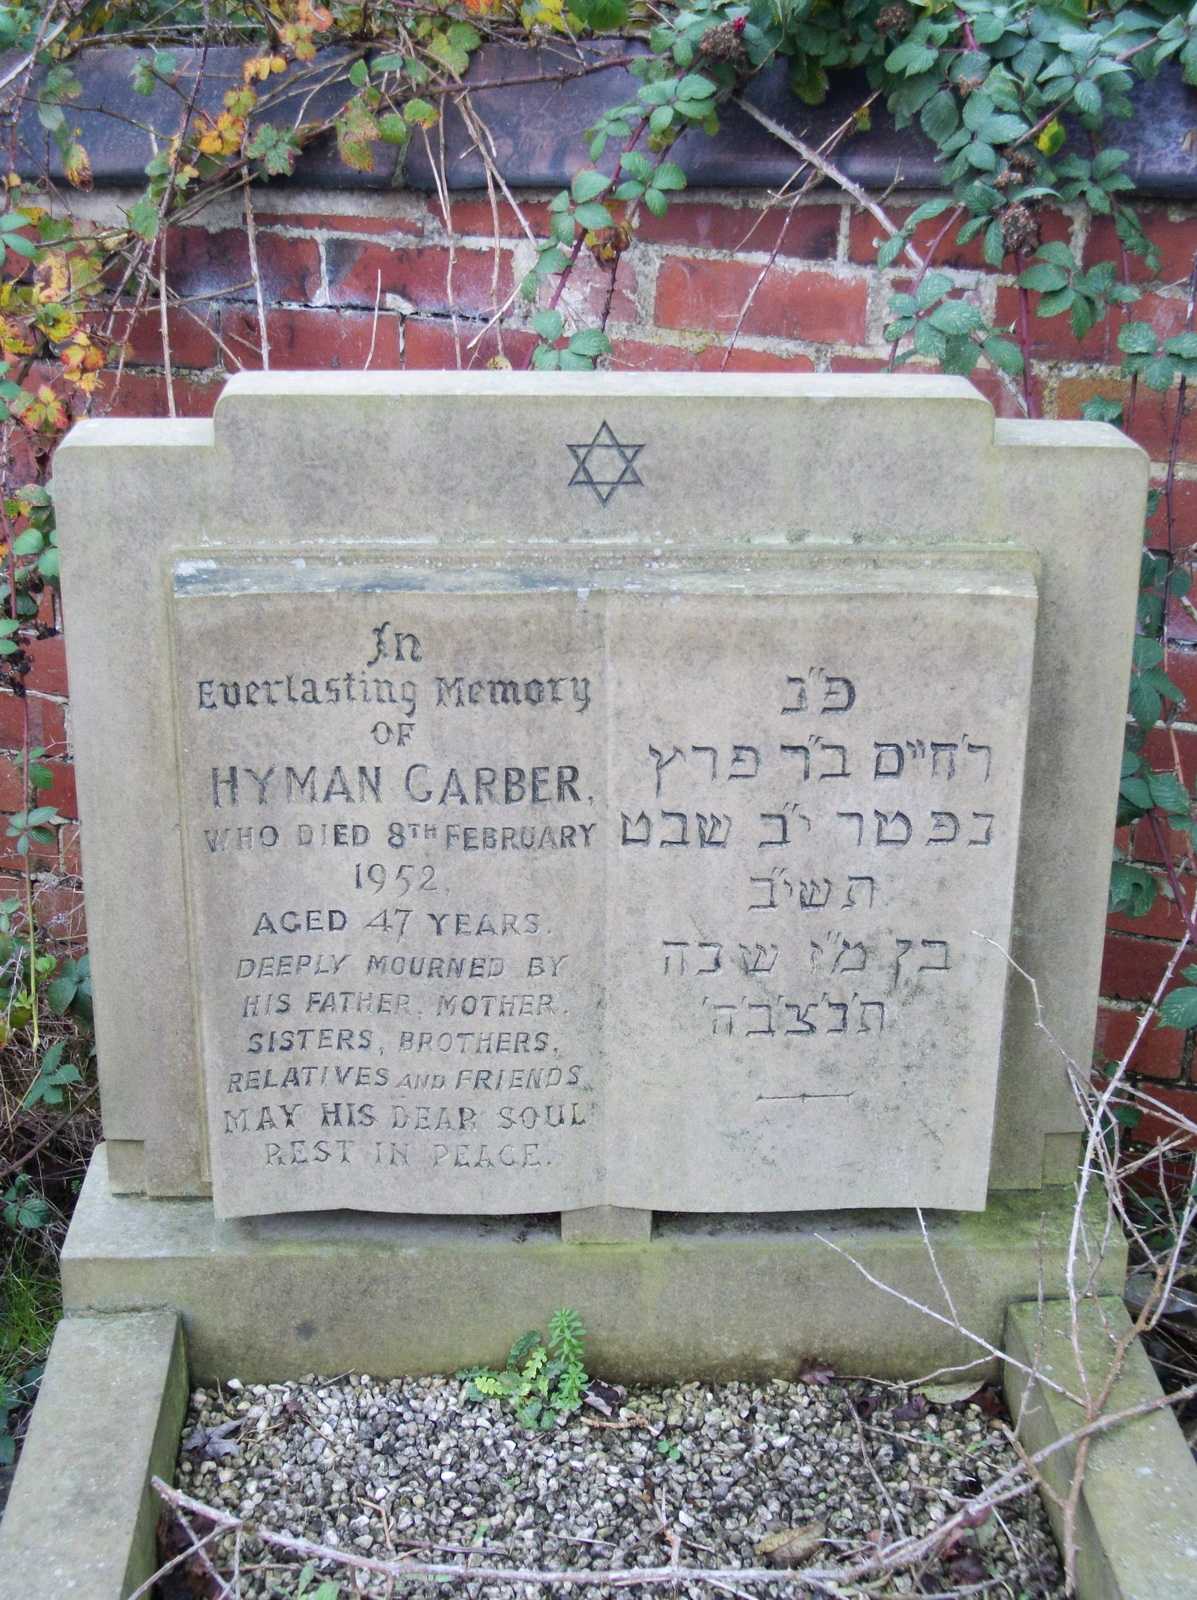 In
Everlasting Memory
OF
HYMAN GARBER,
WHO DIED 8TH FEBRUARY
1952,
AGED 47 YEARS.
DEEPLY MOURNED BY
HIS FATHER, MOTHER,
SISTERS, BROTHERS,
RELATIVES AND FRIENDS
MAY HIS DEAR SOUL
REST IN PEACE.
פ״נ
ר׳חיים ב״ר פרץ
נפטר י״ב שבט
תשי״ב
בן מ״ז שנה
ת׳נ׳צ׳ב׳ה׳